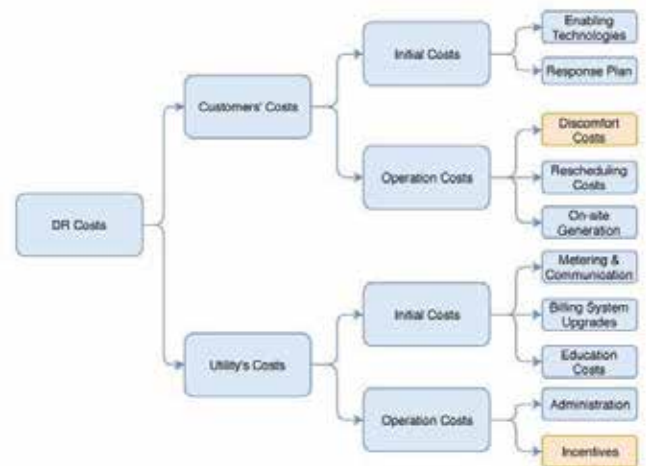 DR Costs
Customers' Costs
Initial Costs
Enabling
Technologies
Response Plan
Operation Costs
Discomfort
Costs
Rescheduling
Costs
On-site
Generation
Utility's Costs
Initial Costs
Metering &
Communication
Billing System
Upgrades
Education
Costs
Operation Costs
Administration
Incentives